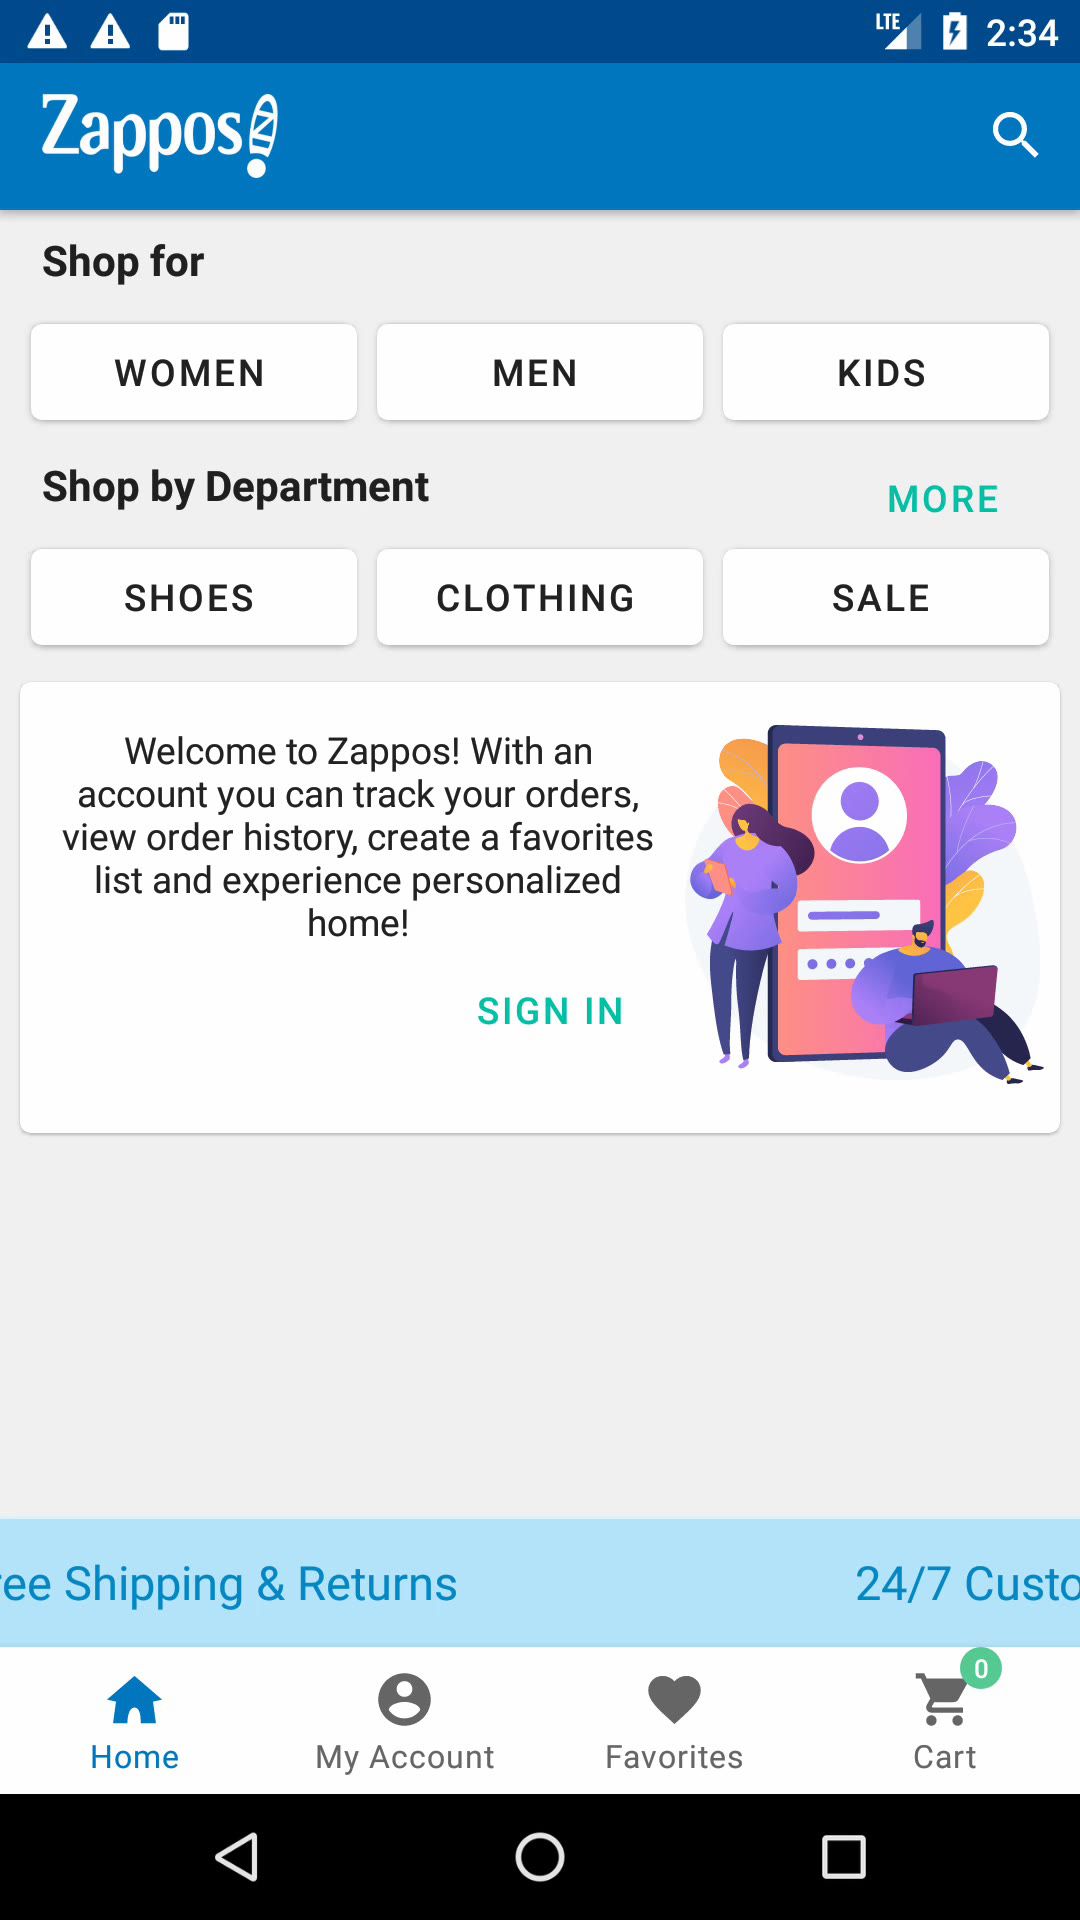 LTE 2:34
Zappos
Shop for
WOMEN MEN KIDS
Shop by Department
MORE
SHOES CLOTHING SALE
Welcome to Zappos! With an
account you can track your orders,
view order history, create a favorites
list and experience personalized
home!
SIGN IN
ree Shipping & Returns 24/7 Custo
0
Home My Account Favorites Cart